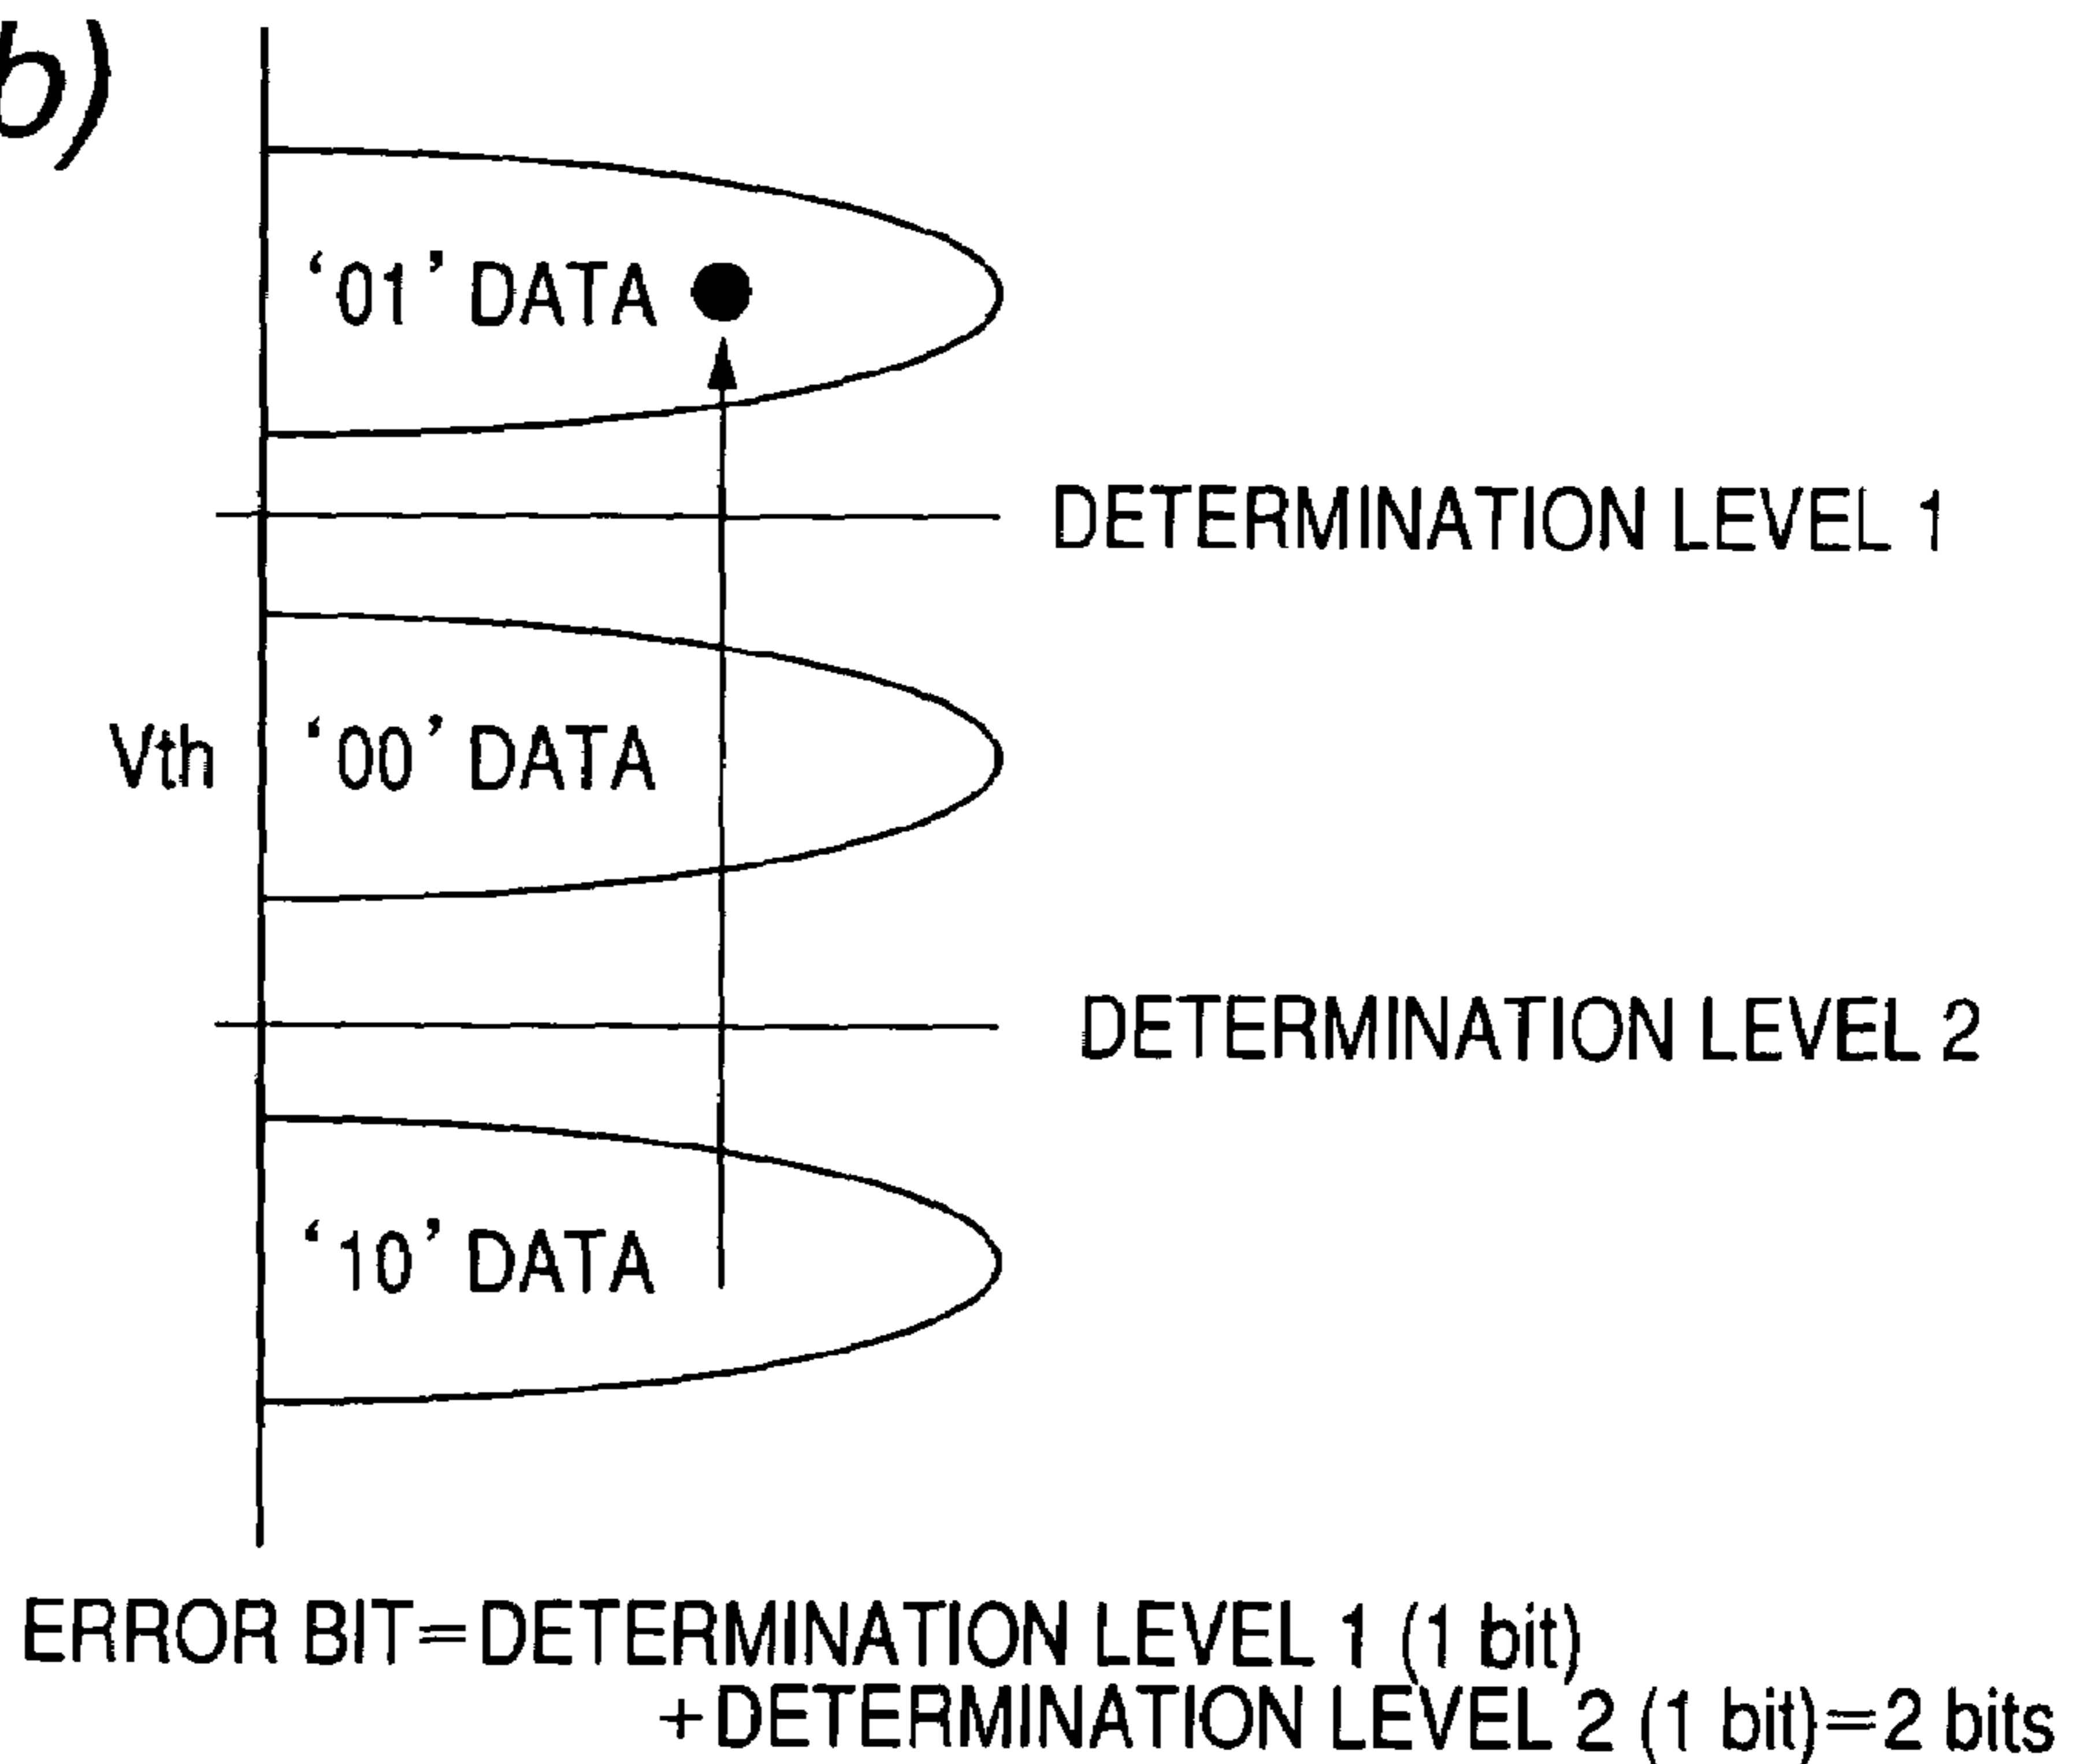 b)
‘01’ DATA
DETERMINATION LEVEL 1
Vth
‘00’ DATA
DETERMINATION LEVEL 2
‘10’ DATA
ERROR BIT=DETERMINATION LEVEL 1 (1 bit)
+DETERMINATION LEVEL 2 (1 bit)=2 bits